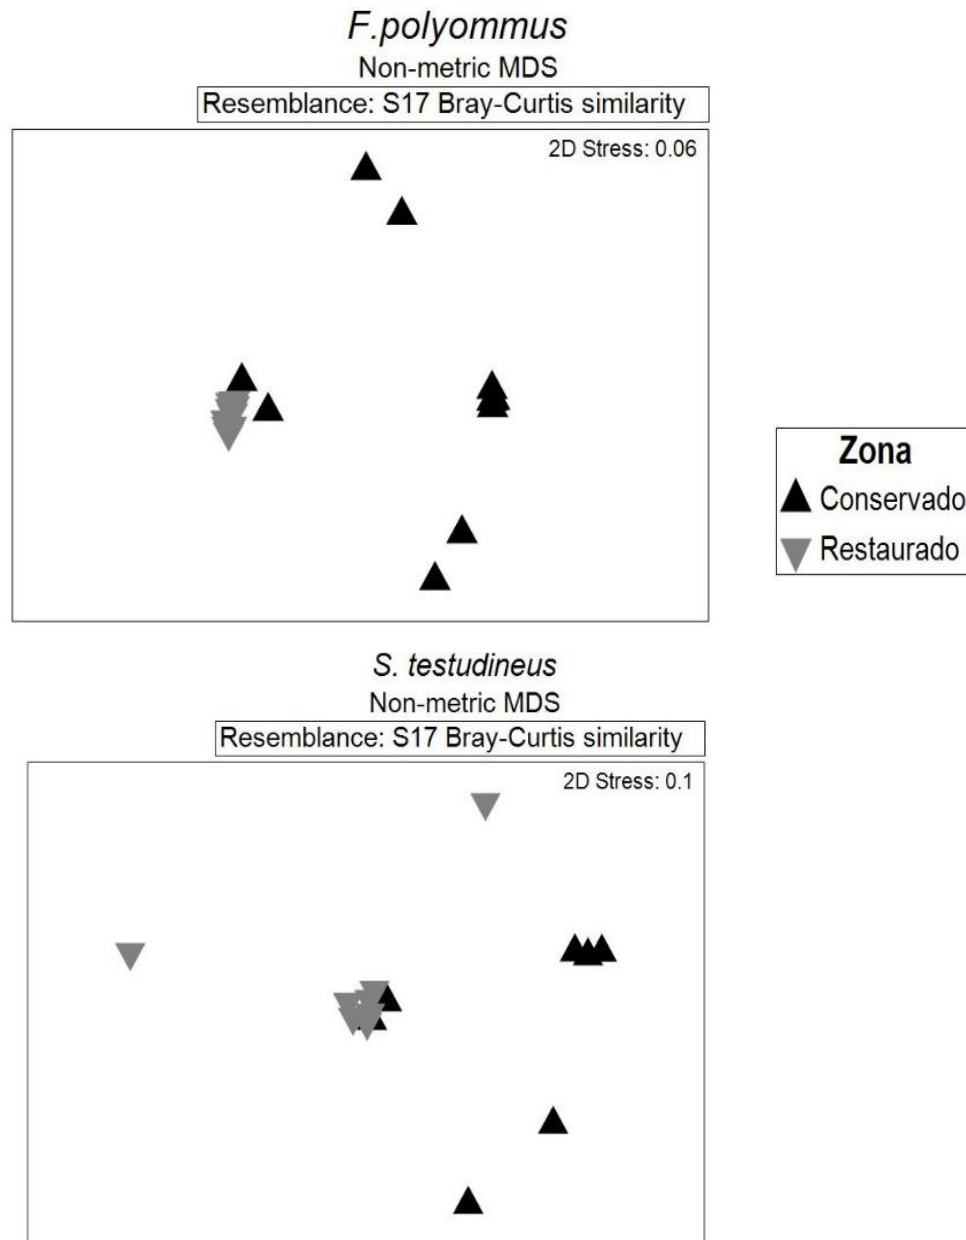 F.polyommus
Non-metric MDS
Resemblance: S17 Bray-Curtis similarity
2D Stress: 0.06
Zona
Conservado
Restaurado
S. testudineus
Non-metric MDS
Resemblance: S17 Bray-Curtis similarity
2D Stress: 0.1